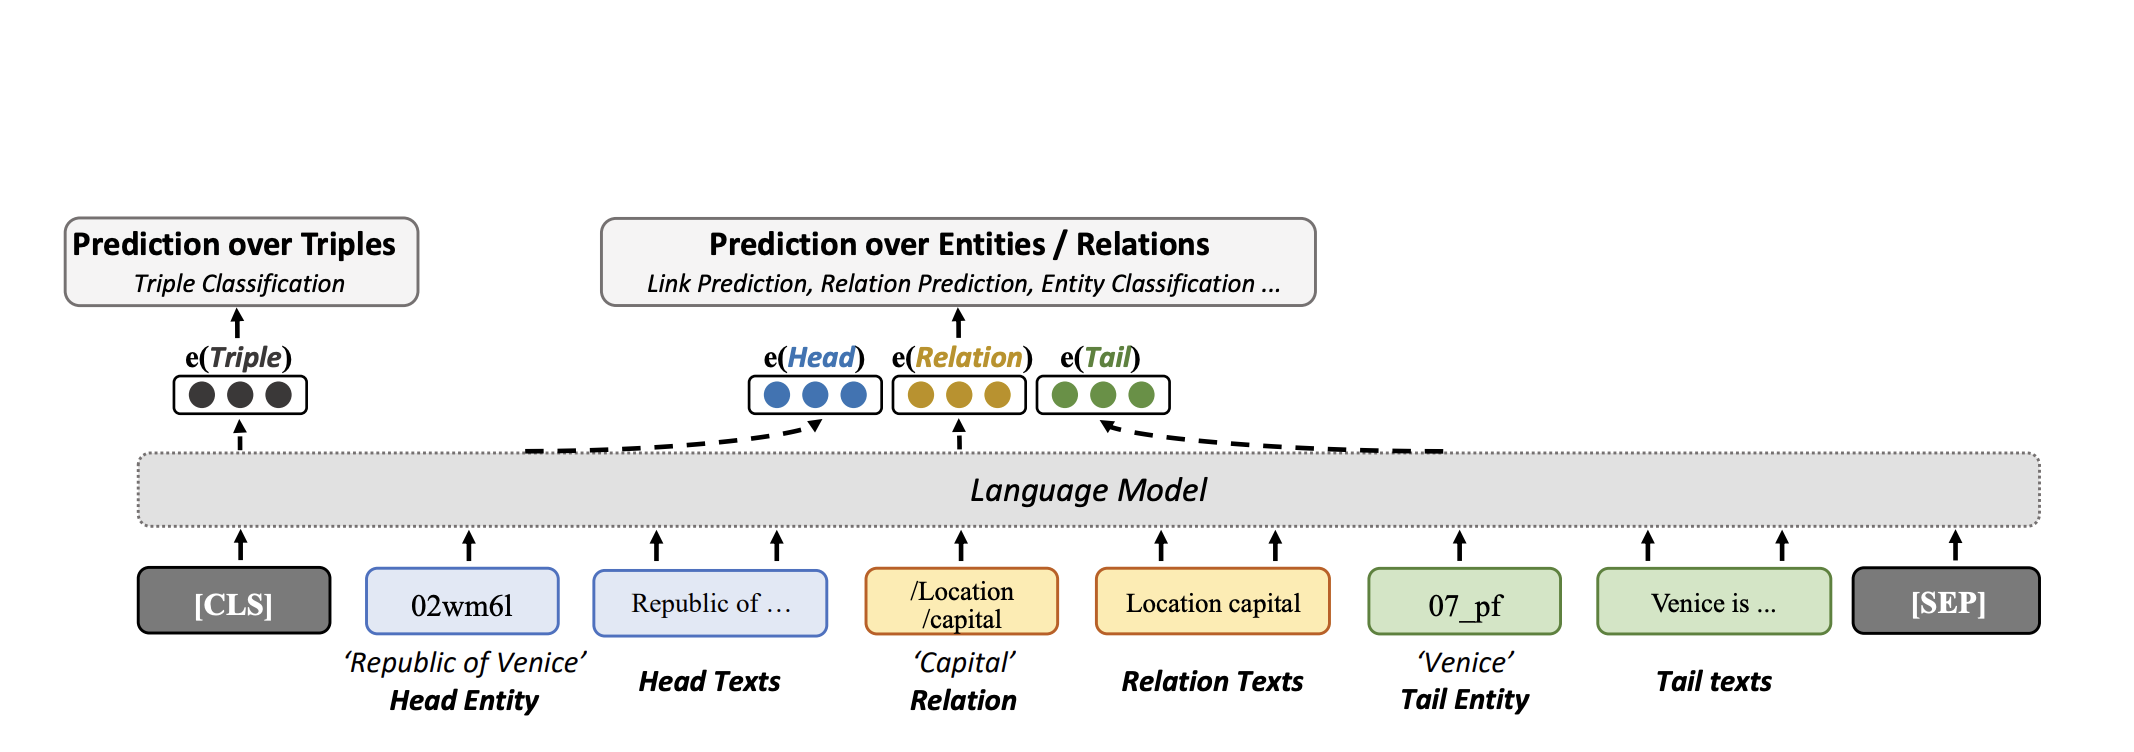 Prediction over Triples
Triple Classification
Prediction over Entities / Relations
Link Prediction, Relation Prediction, Entity Classification ...
e(Triple)
e(Head)
e(Relation)
e(Tail)
Language Model
[CLS]
02wm6l
Republic of ...
/Location
/capital
Location capital
07_pf
Venice is ...
[SEP]
‘Republic of Venice’
Head Entity
Head Texts
‘Capital’
Relation
Relation Texts
‘Venice’
Tail Entity
Tail texts